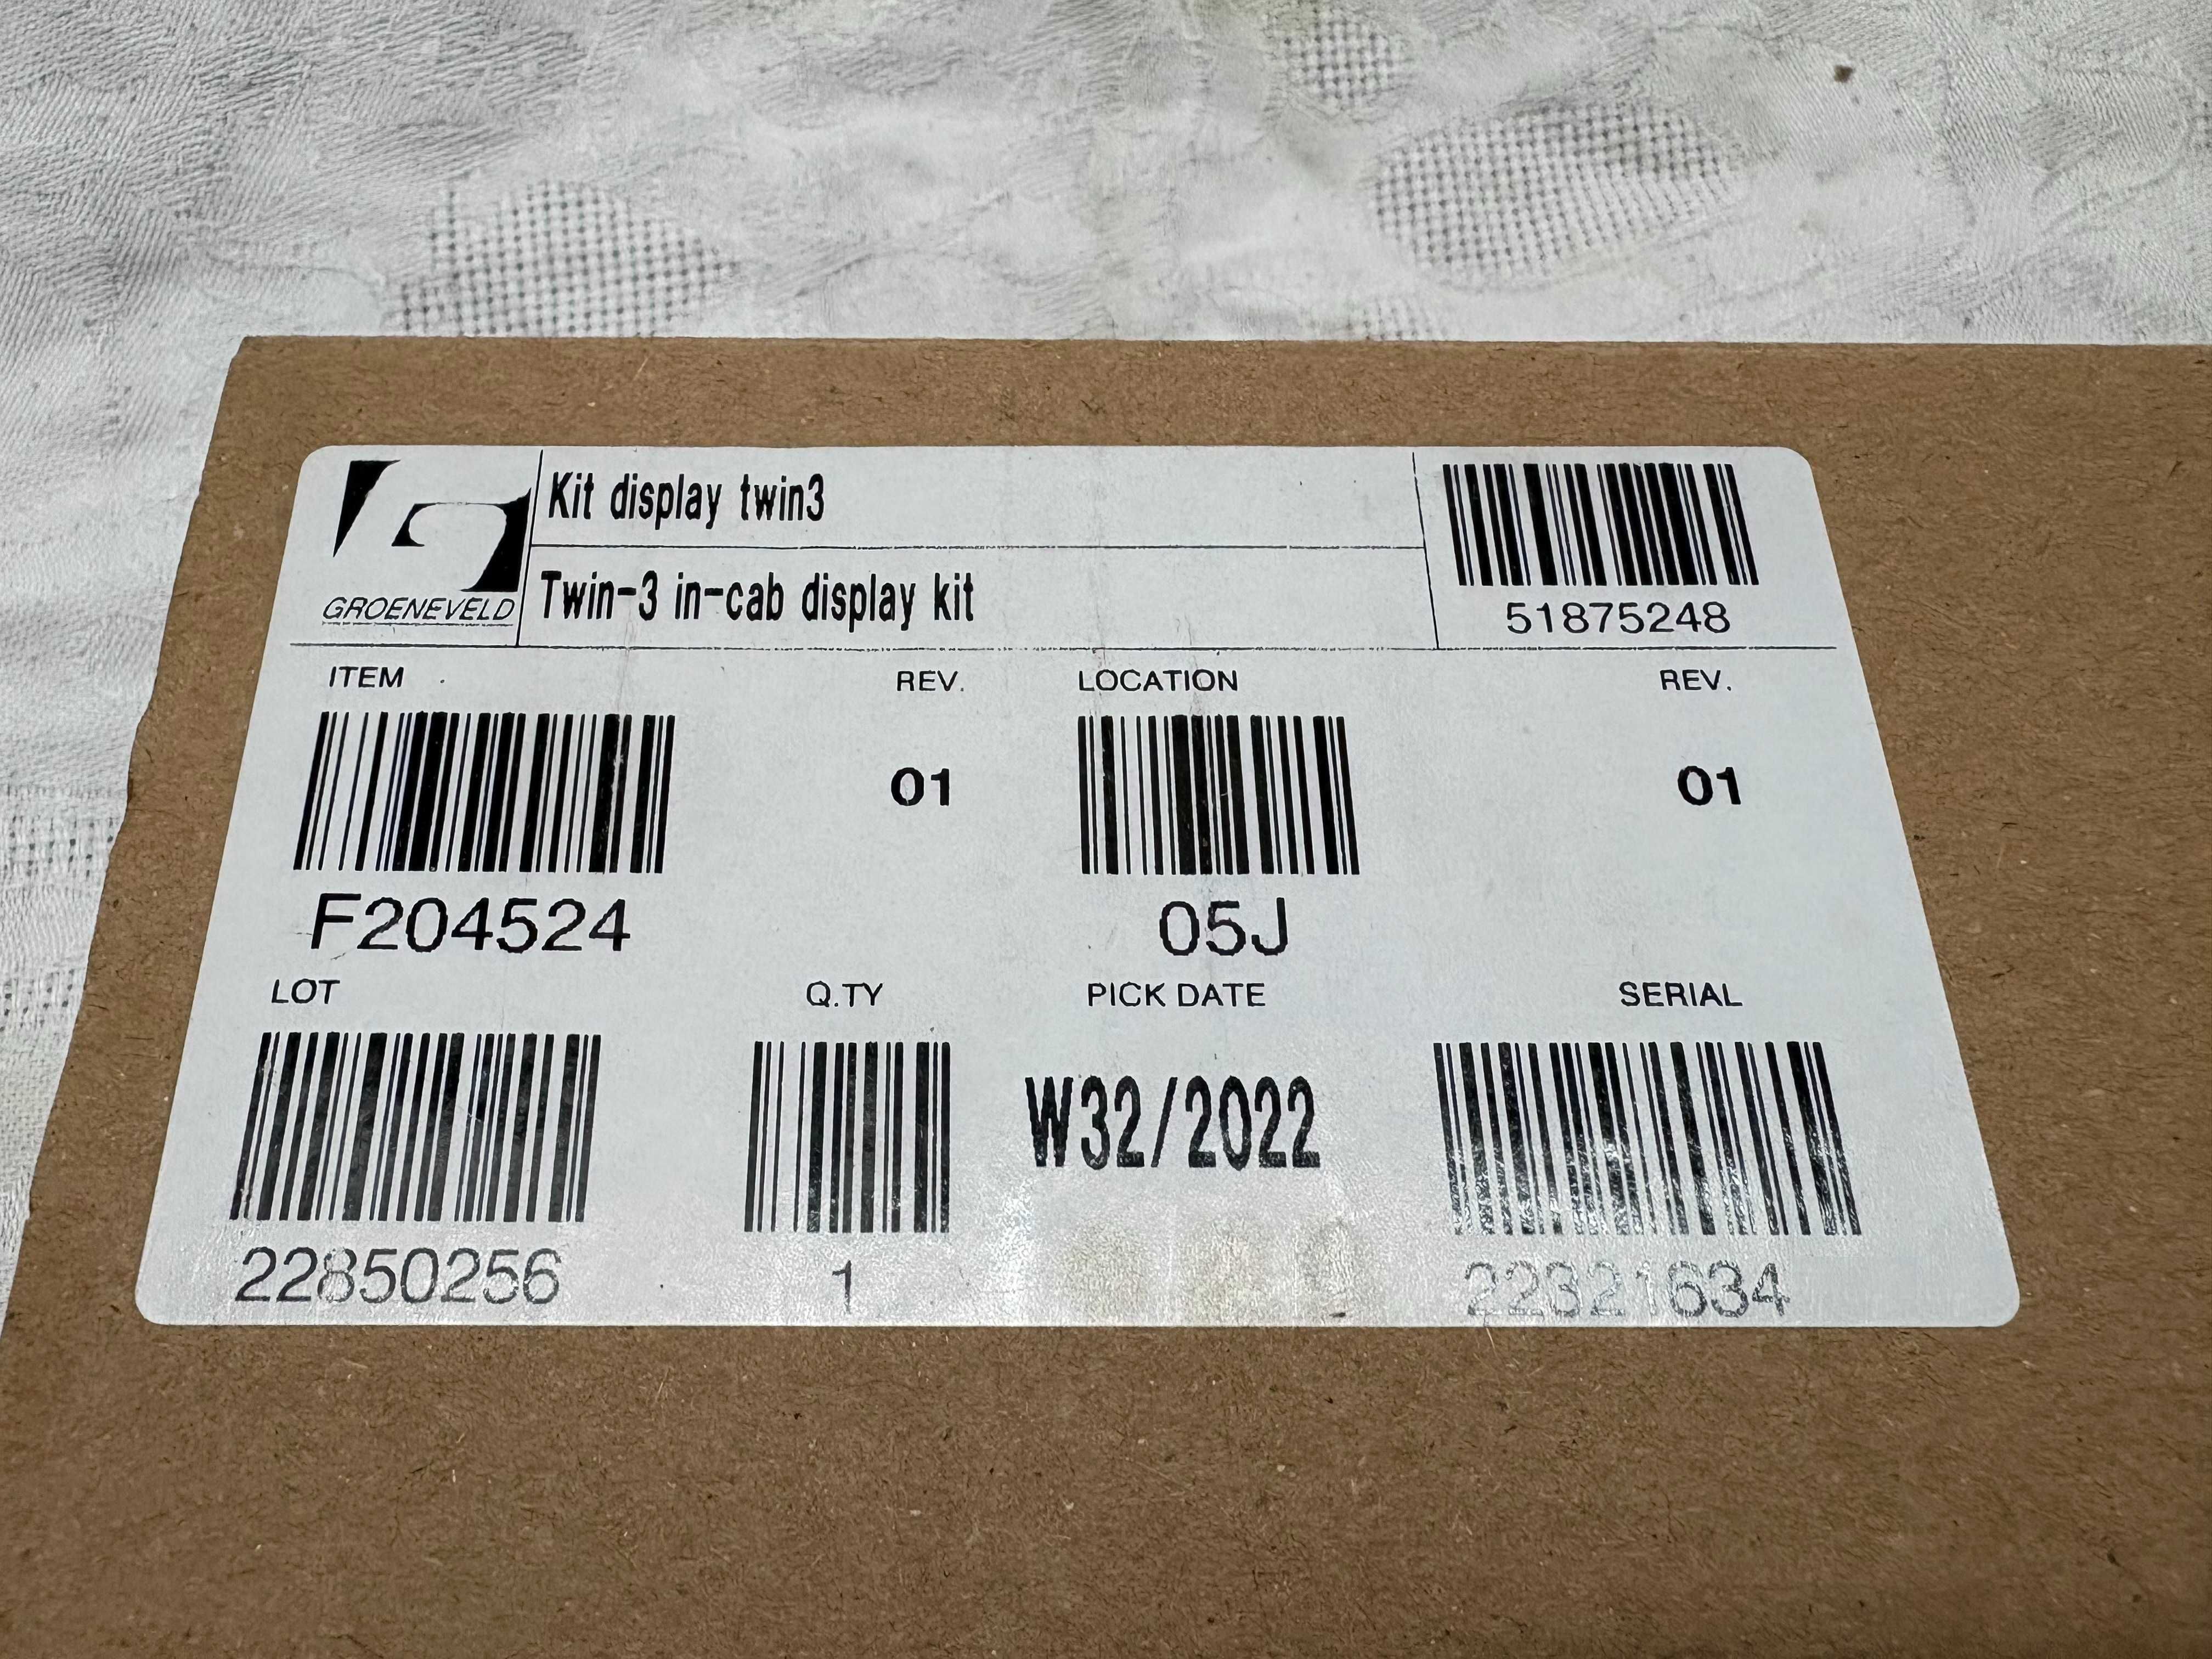 Kit display twin3
GROENEVELD
Twin-3 in-cab display kit
51875248
ITEM REV. LOCATION REV.
01 01
F204524 05J
LOT Q.TY PICK DATE SERIAL
W32/2022
22850256 1 22321634